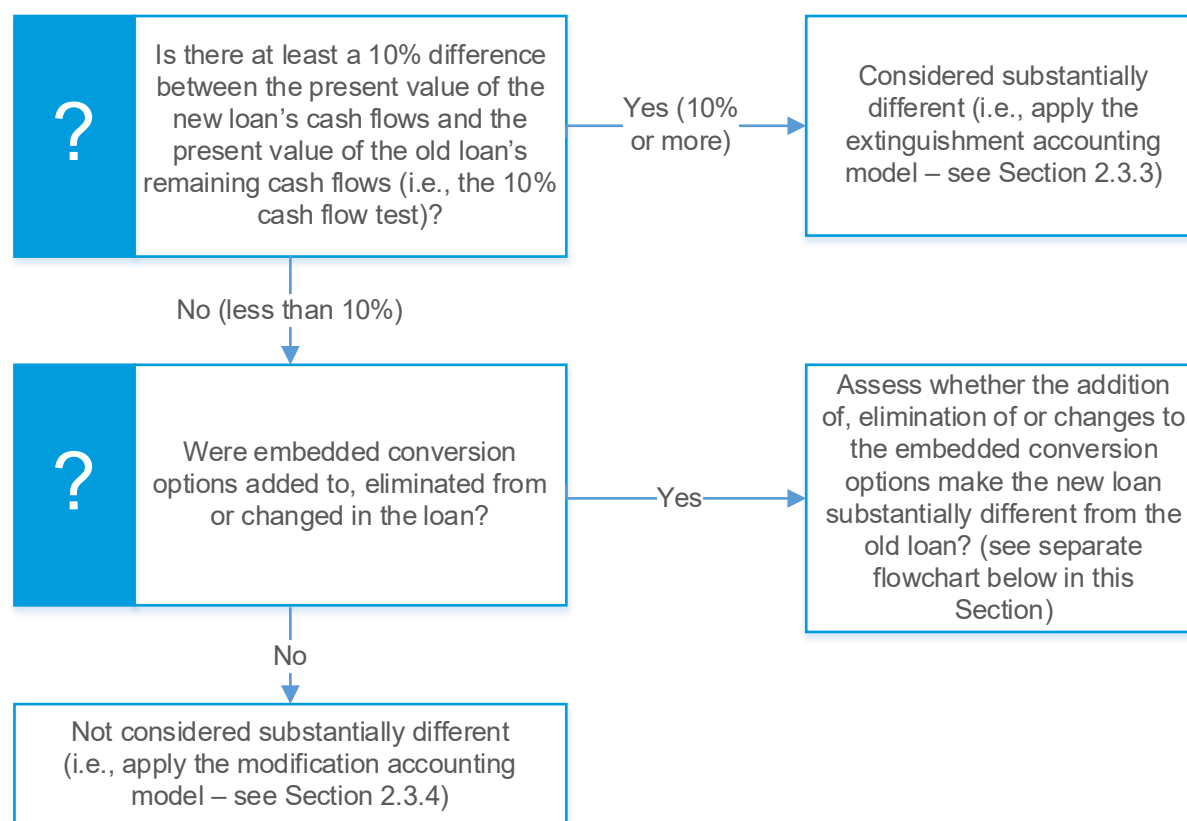 ?
Is there at least a 10% difference
between the present value of the
new loan's cash flows and the
present value of the old loan's
remaining cash flows (i.e., the 10%
cash flow test)?
Yes (10%
or more)
Considered substantially
different (i.e., apply the
extinguishment accounting
model – see Section 2.3.3)
No (less than 10%)
?
Were embedded conversion
options added to, eliminated from
or changed in the loan?
Yes
Assess whether the addition
of, elimination of or changes to
the embedded conversion
options make the new loan
substantially different from the
old loan? (see separate
flowchart below in this
Section)
No
Not considered substantially different
(i.e., apply the modification accounting
model – see Section 2.3.4)